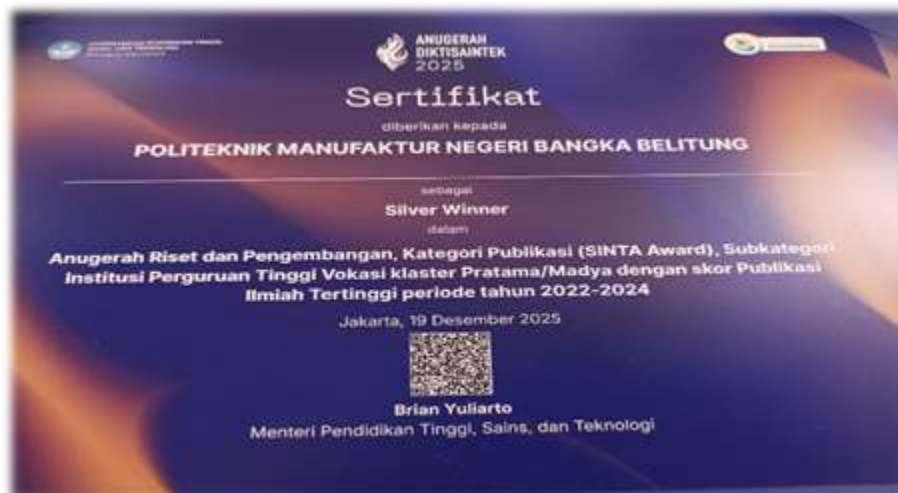 ANUGERAH
DIKTISAINTEK
2025
Sertifikat
diberikan kepada
POLITEKNIK MANUFAKTUR NEGERI BANGKA BELITUNG
sebagai
Silver Winner
dalam
Anugerah Riset dan Pengembangan, Kategori Publikasi (SINTA Award), Subkategori
Institusi Perguruan Tinggi Vokasi klaster Pratama/Madya dengan skor Publikasi
Ilmiah Tertinggi periode tahun 2022-2024
Jakarta, 19 Desember 2025
Brian Yuliarto
Menteri Pendidikan Tinggi, Sains, dan Teknologi